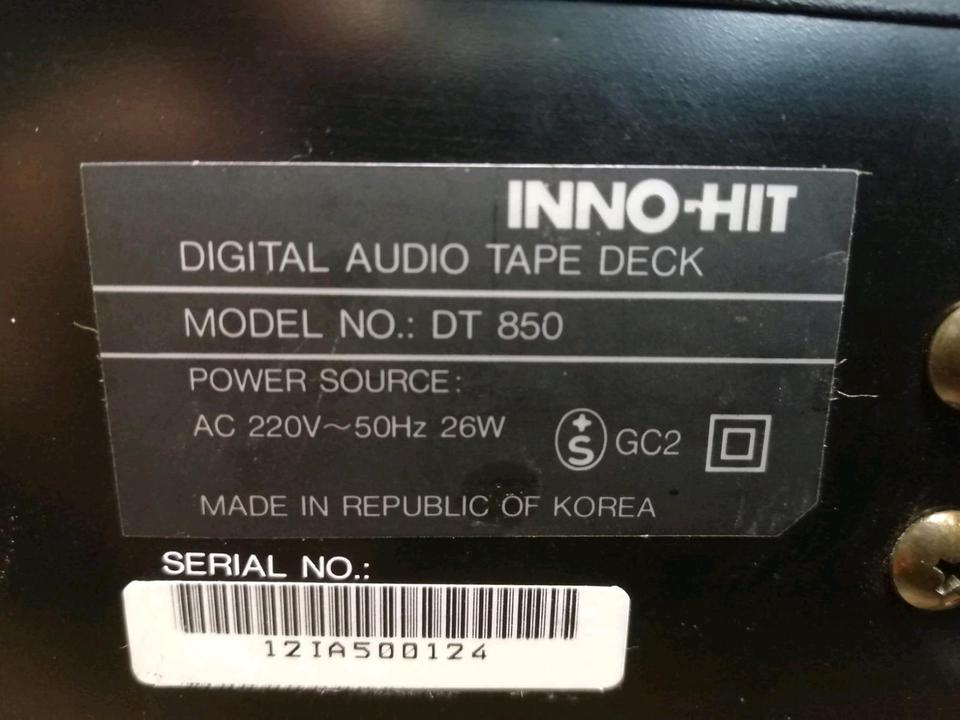 INNO-HIT
DIGITAL AUDIO TAPE DECK
MODEL NO.: DT 850
POWER SOURCE:
AC 220V~50Hz 26W
+S GC2
MADE IN REPUBLIC OF KOREA
SERIAL NO.:
12IA500124